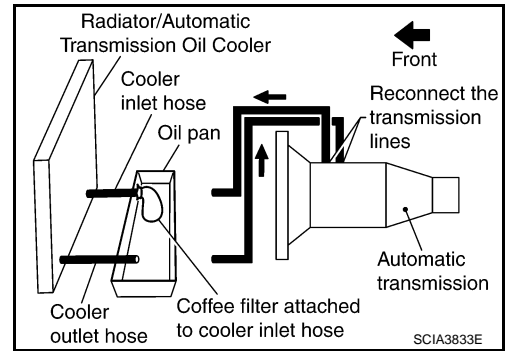 Radiator/Automatic
Transmission Oil Cooler
Front
Cooler
inlet hose
Reconnect the
transmission
lines
Oil pan
Automatic
transmission
Cooler
outlet hose
Coffee filter attached
to cooler inlet hose
SCIA3833E